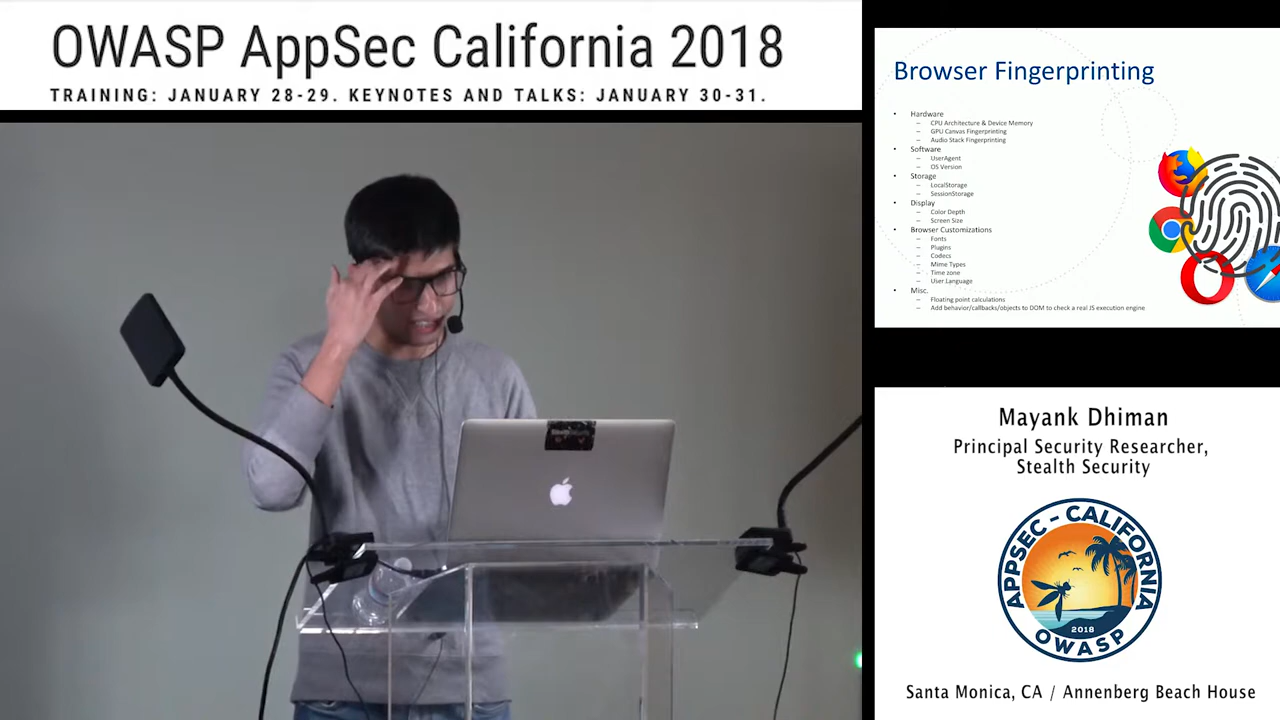 OWASP AppSec California 2018
TRAINING: JANUARY 28-29. KEYNOTES AND TALKS: JANUARY 30-31.
Browser Fingerprinting
• Hardware
– CPU Architecture & Device Memory
– GPU Canvas Fingerprinting
– Audio Stack Fingerprinting
• Software
– UserAgent
– OS Version
• Storage
– LocalStorage
– SessionStorage
• Display
– Color Depth
– Screen Size
• Browser Customizations
– Fonts
– Plugins
– Codecs
– Mime Types
– Time zone
– User Language
• Misc.
– Floating point calculations
– Add behavior/callbacks/objects to DOM to check a real JS execution engine
Mayank Dhiman
Principal Security Researcher,
Stealth Security
APPSEC - CALIFORNIA
2018
OWASP
Santa Monica, CA / Annenberg Beach House